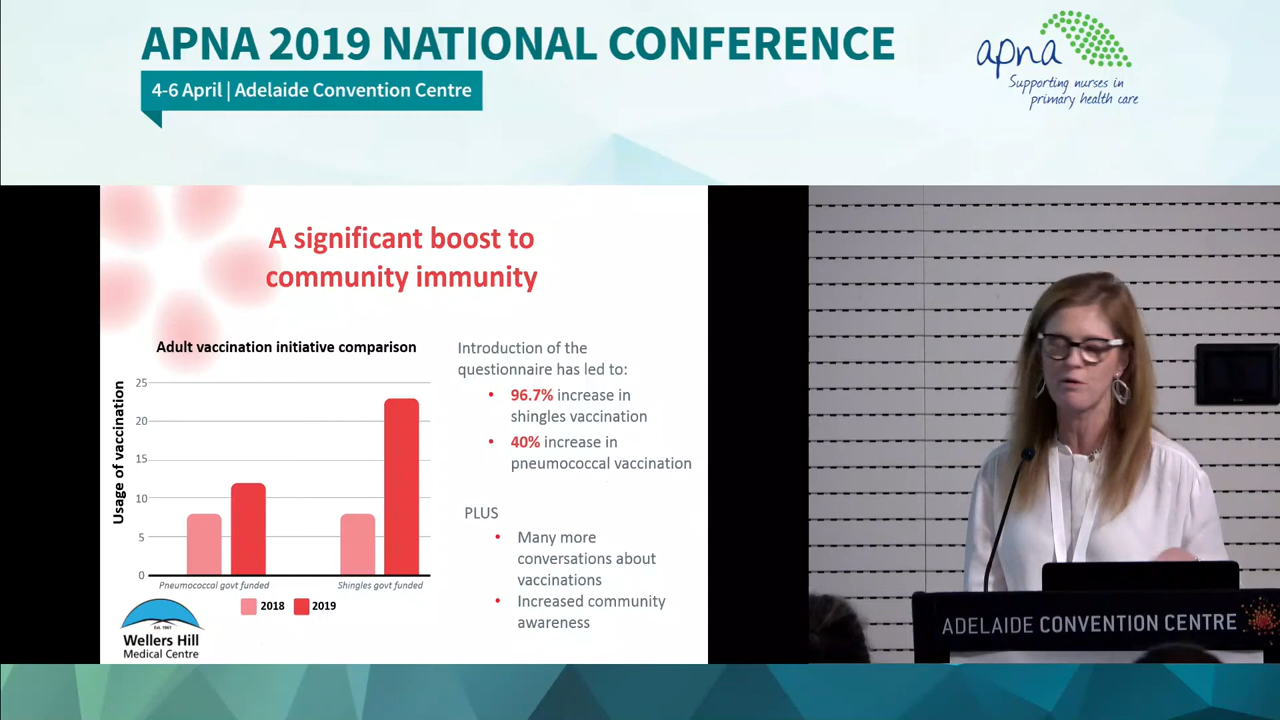 APNA 2019 NATIONAL CONFERENCE
4-6 April | Adelaide Convention Centre
apna
Supporting nurses in
primary health care
A significant boost to
community immunity
Adult vaccination initiative comparison
Usage of vaccination
25
20
15
10
5
0
Pneumococcal govt funded
Shingles govt funded
2018
2019
Est. 1961
Wellers Hill
Medical Centre
Introduction of the
questionnaire has led to:
• 96.7% increase in
shingles vaccination
• 40% increase in
pneumococcal vaccination
PLUS
• Many more
conversations about
vaccinations
• Increased community
awareness
ADELAIDE CONVENTION CENTRE